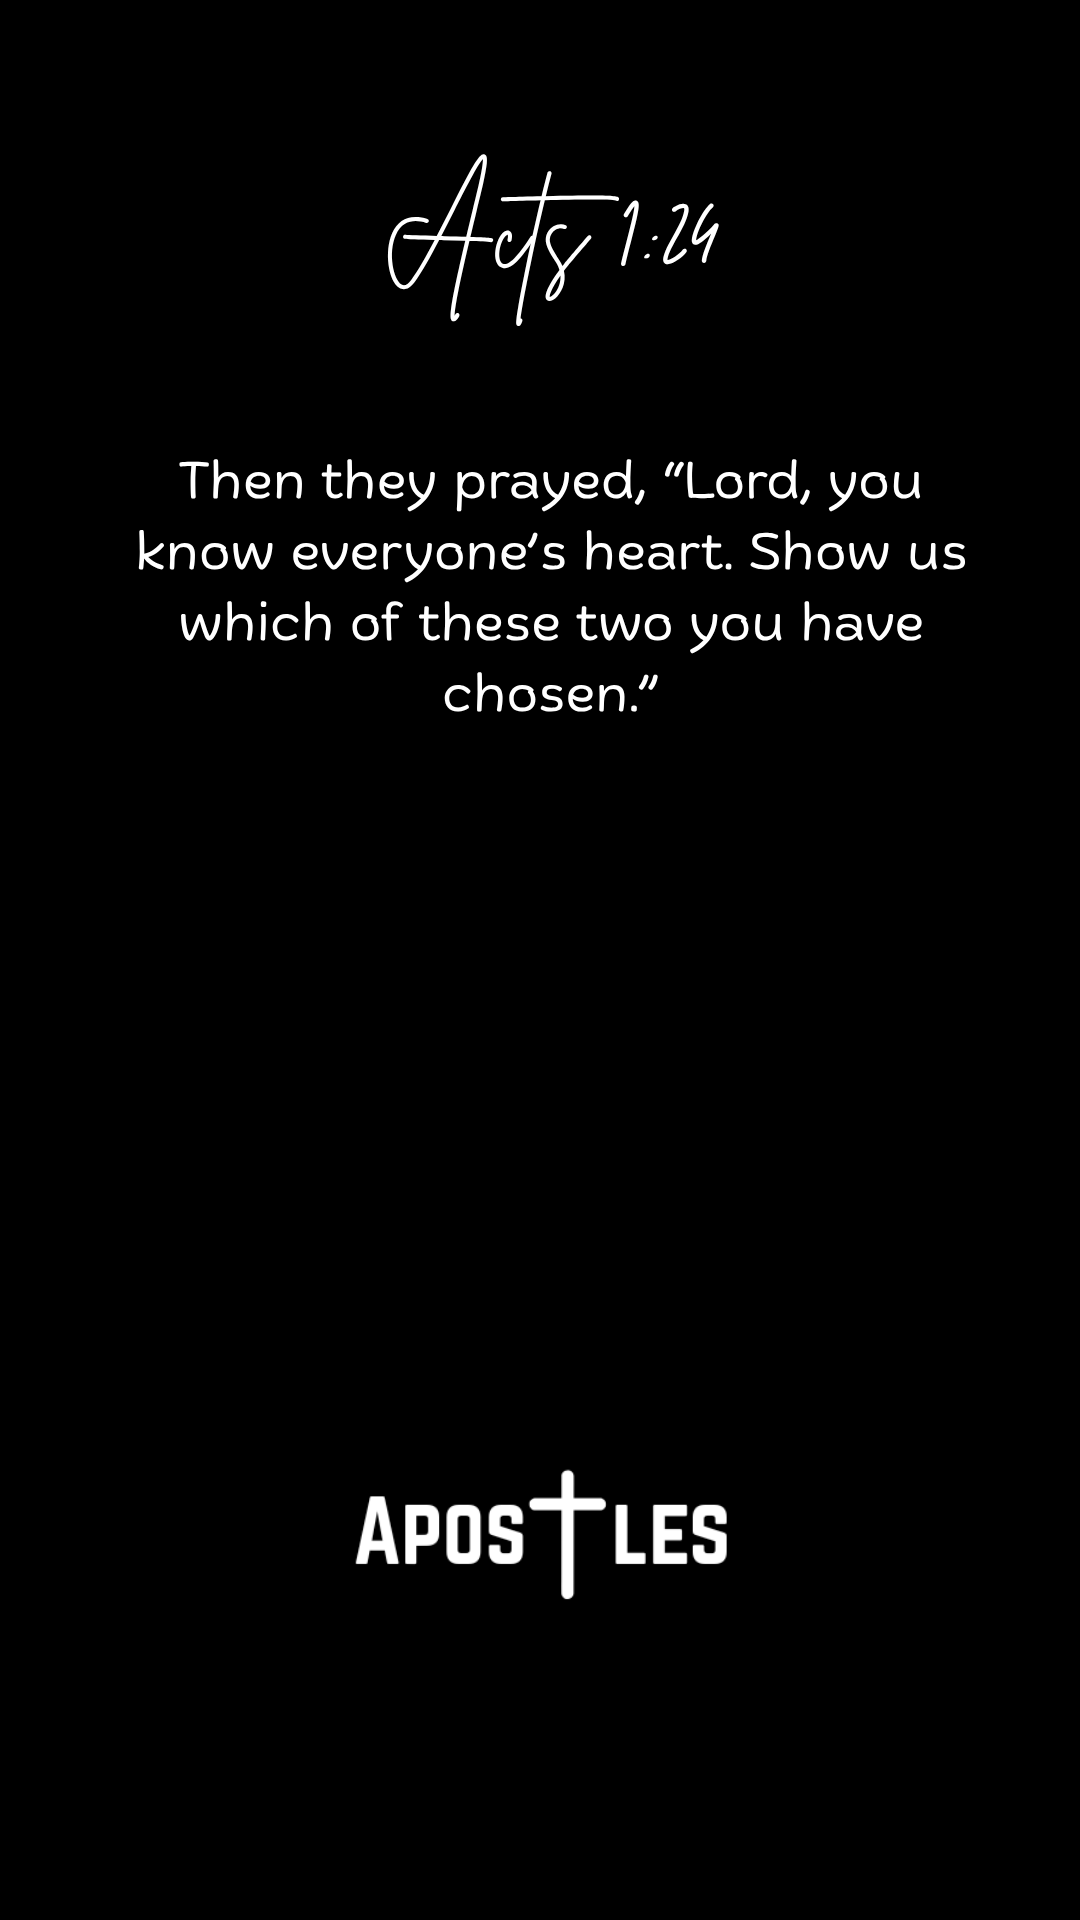 Acts 1:24
Then they prayed, “Lord, you
know everyone’s heart. Show us
which of these two you have
chosen.”
Apostles